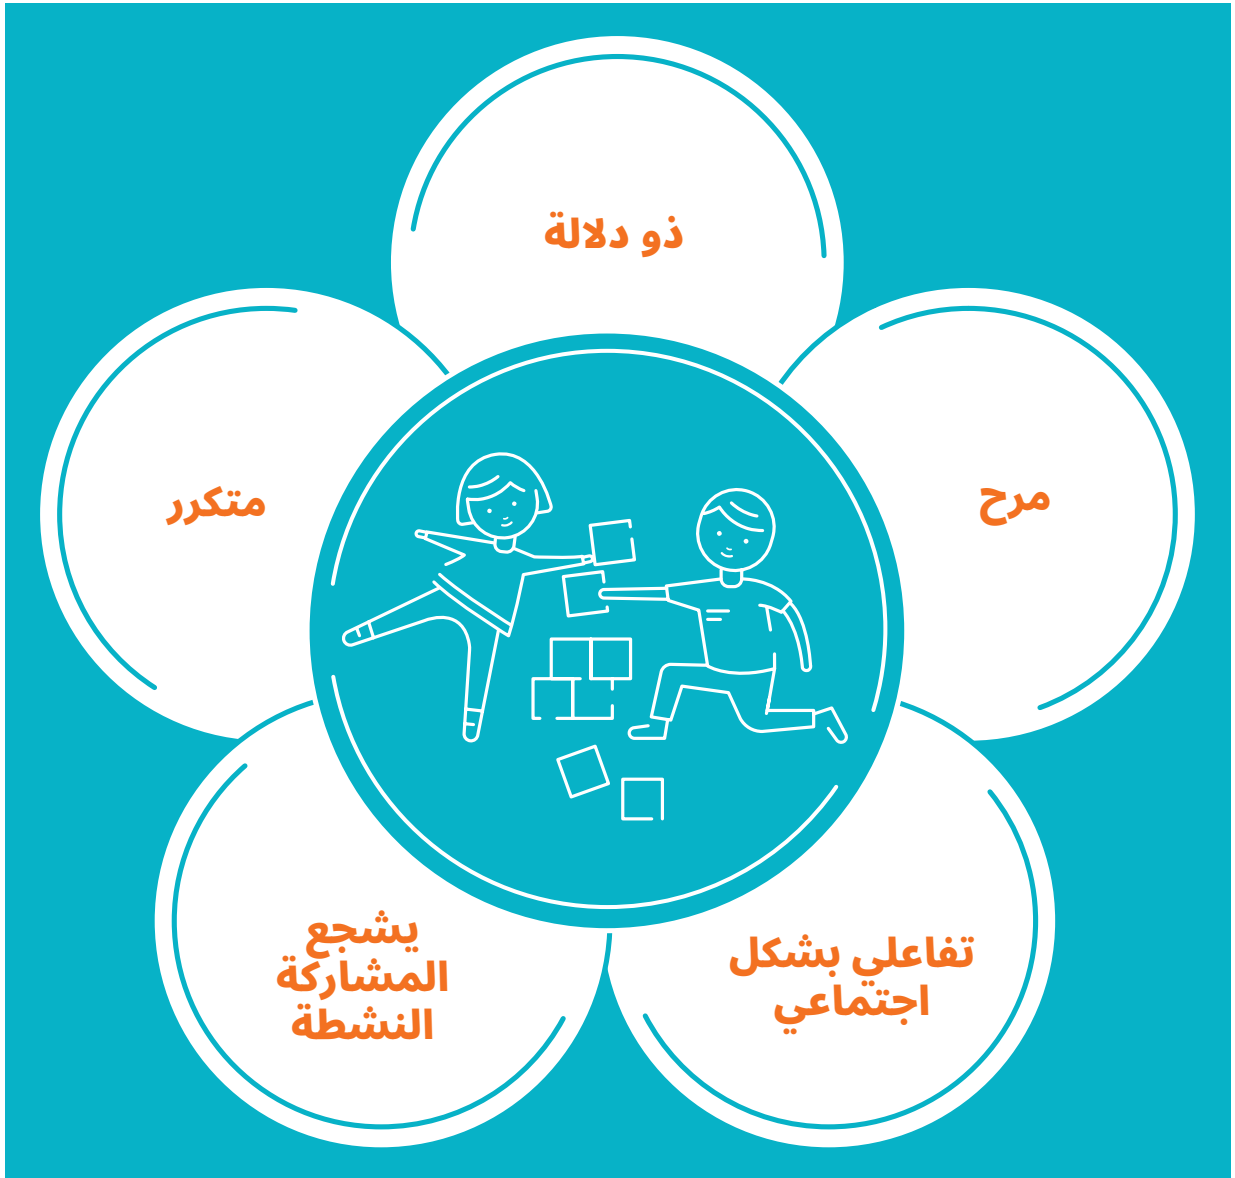 ذو دلالة
مرح
متكرر
تفاعلي بشكل
اجتماعي
يشجع
المشاركة
النشطة